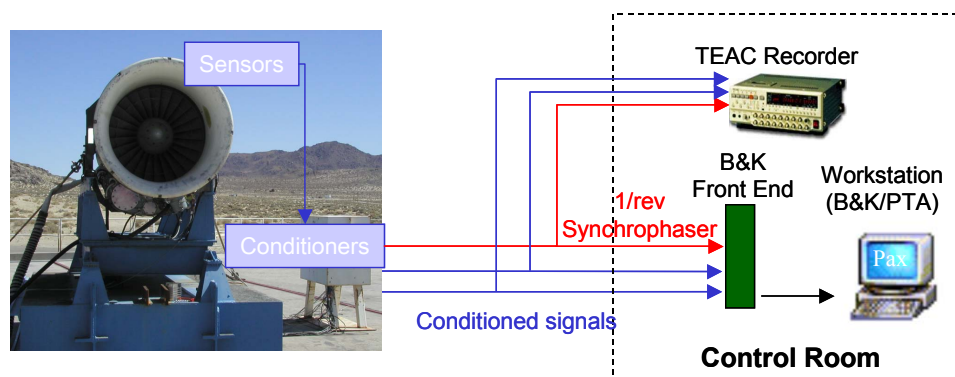 Sensors
Conditioners
TEAC Recorder
B&K
Front End
Workstation
(B&K/PTA)
1/rev
Synchrophaser
Pax
Conditioned signals
Control Room